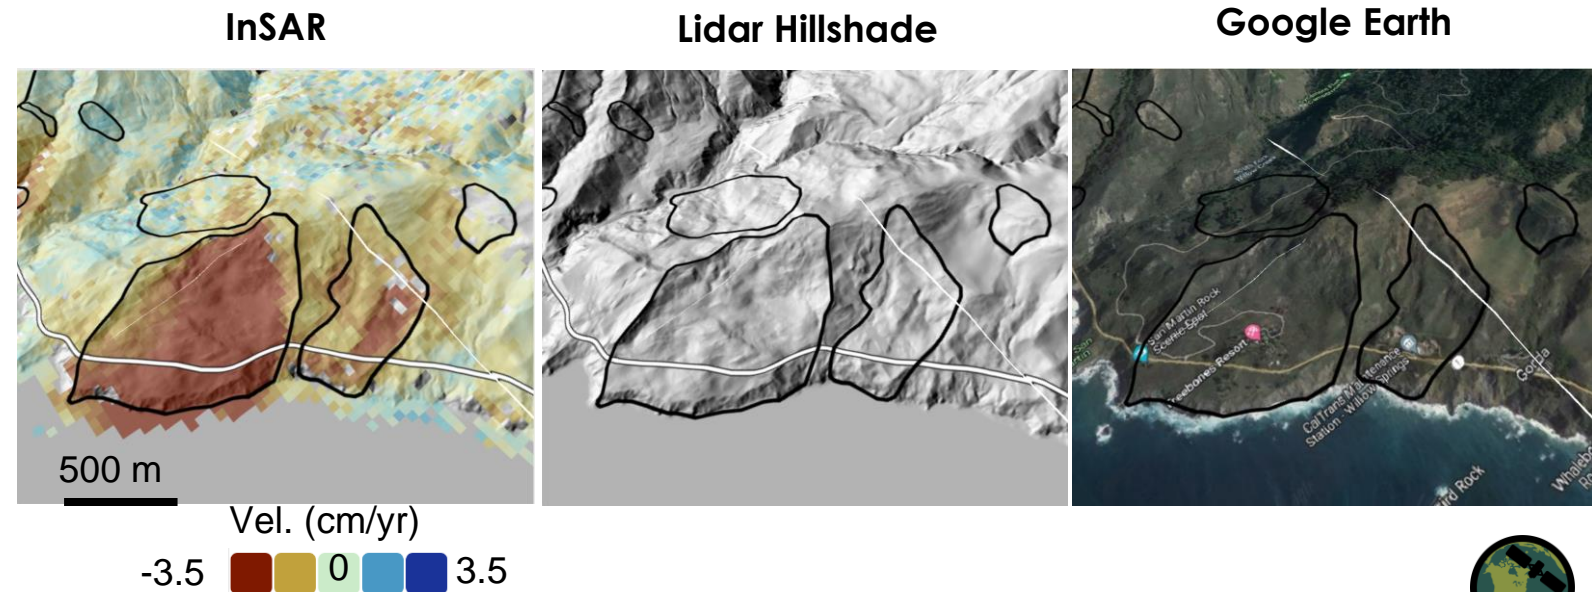 InSAR
Lidar Hillshade
Google Earth
San Martin Rock
Scenic Spot
Treebones Resort
CalTrans Maintenance
Station - Willow Springs
Gorda
500 m
Vel. (cm/yr)
-3.5
0
3.5